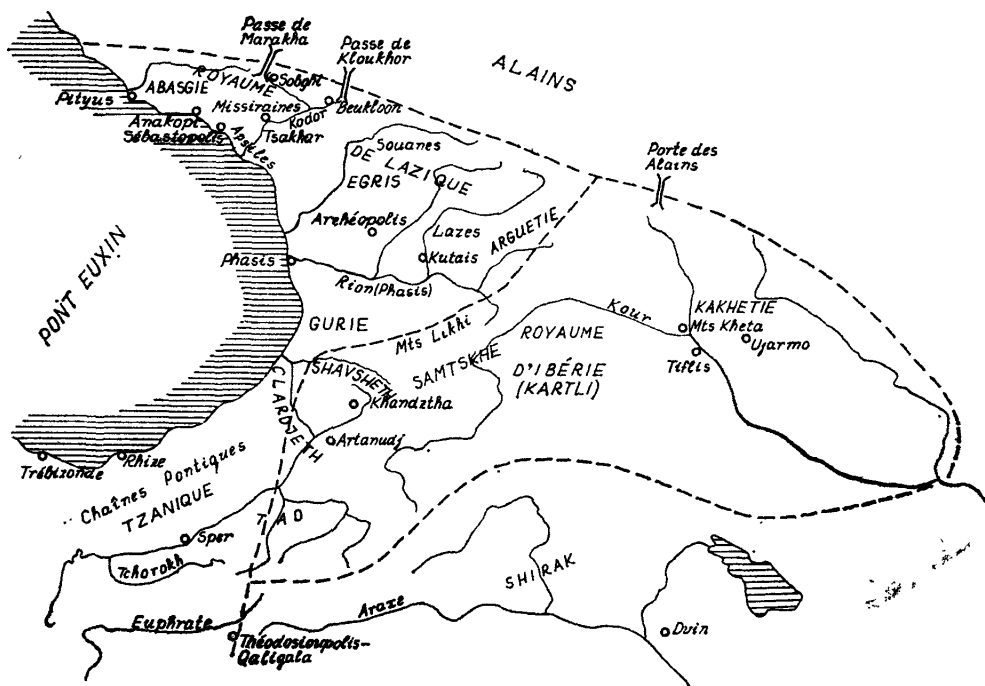 Passe de
Marakha
Passe de
Kloukhor
ALAINS
ROYAUME
Sobghi
ABASGIE
Pityus
Missiraines
Beukloon
Kodor
Anakopi
Tsakhar
Sébastopolis
Apsiles
Souanes
DE LAZIQUE
EGRIS
Porte des
Alains
Archéopolis
Lazes
ARGUETIE
Kutais
PONT EUXIN
Phasis
Rion (Phasis)
GURIE
Mts Likhi
Kour
KAKHETIE
Mts Kheta
Ujarmo
Tiflis
ROYAUME
D'IBÉRIE
(KARTLI)
SAMTSKHE
TSHAVSHETH
CLARDJETH
Khandztha
Artanudj
Trébizonde
Rhize
Chaînes Pontiques
TZANIQUE
TAO
Sper
Tchorokh
SHIRAK
Euphrate
Araxe
Dvin
Théodosioupolis-
Qaliqala